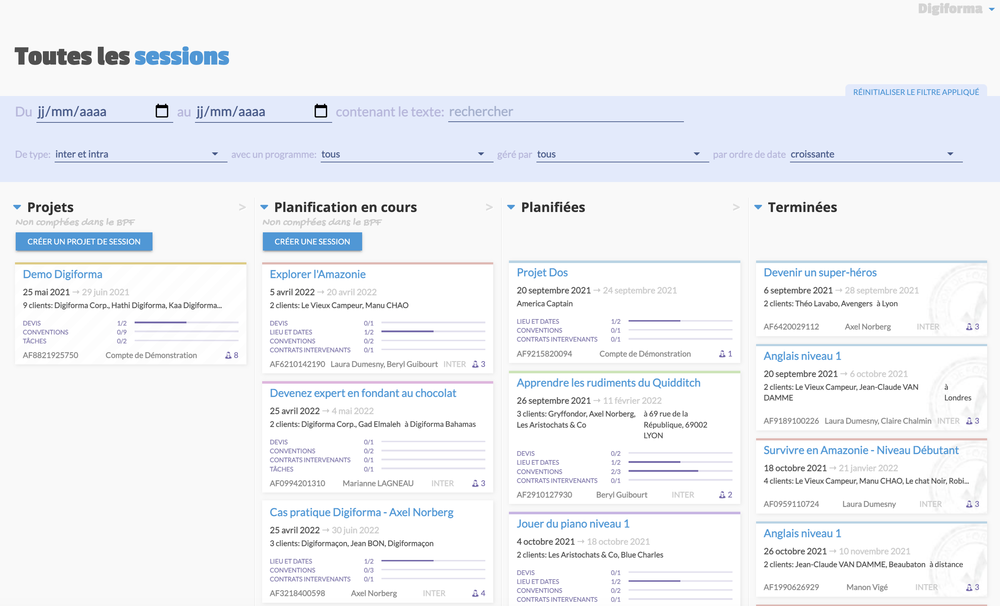 Digiforma
Toutes les sessions
RÉINITIALISER LE FILTRE APPLIQUÉ
Du jj/mm/aaaa au jj/mm/aaaa contenant le texte: rechercher
De type: inter et intra avec un programme: tous géré par tous par ordre de date croissante
Projets >
Non comptées dans le BPF
CRÉER UN PROJET DE SESSION
Demo Digiforma
25 mai 2021 → 29 juin 2021
9 clients: Digiforma Corp., Hathi Digiforma, Kaa Digiforma...
DEVIS 1/2
CONVENTIONS 0/9
TÂCHES 0/2
AF8821925750 Compte de Démonstration 8
Planification en cours >
Non comptées dans le BPF
CRÉER UNE SESSION
Explorer l'Amazonie
5 avril 2022 → 20 avril 2022
2 clients: Le Vieux Campeur, Manu CHAO
DEVIS 0/1
LIEU ET DATES 1/2
CONVENTIONS 0/2
CONTRATS INTERVENANTS 0/1
AF6210142190 Laura Dumesny, Beryl Guibourt INTER 3
Devenez expert en fondant au chocolat
25 avril 2022 → 4 mai 2022
2 clients: Digiforma Corp., Gad Elmaleh à Digiforma Bahamas
DEVIS 0/1
CONVENTIONS 0/2
CONTRATS INTERVENANTS 0/1
TÂCHES 0/1
AF0994201310 Marianne LAGNEAU INTER 3
Cas pratique Digiforma - Axel Norberg
25 avril 2022 → 30 juin 2022
3 clients: Digiformaçon, Jean BON, Digiformaçon
LIEU ET DATES 1/2
CONVENTIONS 0/3
CONTRATS INTERVENANTS 0/1
AF3218400598 Axel Norberg INTER 4
Planifiées >
Projet Dos
20 septembre 2021 → 24 septembre 2021
America Captain
LIEU ET DATES 1/2
CONVENTIONS 0/1
CONTRATS INTERVENANTS 0/1
AF9215820094 Compte de Démonstration 1
Apprendre les rudiments du Quidditch
26 septembre 2021 → 11 février 2022
3 clients: Gryffondor, Axel Norberg, à 69 rue de la
Les Aristochats & Co République, 69002
LYON
DEVIS 0/2
LIEU ET DATES 1/2
CONVENTIONS 2/3
CONTRATS INTERVENANTS 0/1
AF2910127930 Beryl Guibourt INTER 2
Jouer du piano niveau 1
4 octobre 2021 → 18 octobre 2021
2 clients: Les Aristochats & Co, Blue Charles
DEVIS 0/1
LIEU ET DATES 1/2
CONVENTIONS 0/2
CONTRATS INTERVENANTS 0/1
Terminées
Devenir un super-héros
6 septembre 2021 → 28 septembre 2021
2 clients: Théo Lavabo, Avengers à Lyon
AF6420029112 Axel Norberg INTER 3
Anglais niveau 1
20 septembre 2021 → 6 octobre 2021
2 clients: Le Vieux Campeur, Jean-Claude VAN à
DAMME Londres
AF9189100226 Laura Dumesny, Claire Chalmin INTER 3
Survivre en Amazonie - Niveau Débutant
18 octobre 2021 → 21 janvier 2022
4 clients: Le Vieux Campeur, Manu CHAO, Le chat Noir, Robi...
AF0959110724 Laura Dumesny INTER 3
Anglais niveau 1
26 octobre 2021 → 10 novembre 2021
2 clients: Jean-Claude VAN DAMME, Beaubaton à distance
AF1990626929 Manon Vigé INTER 3